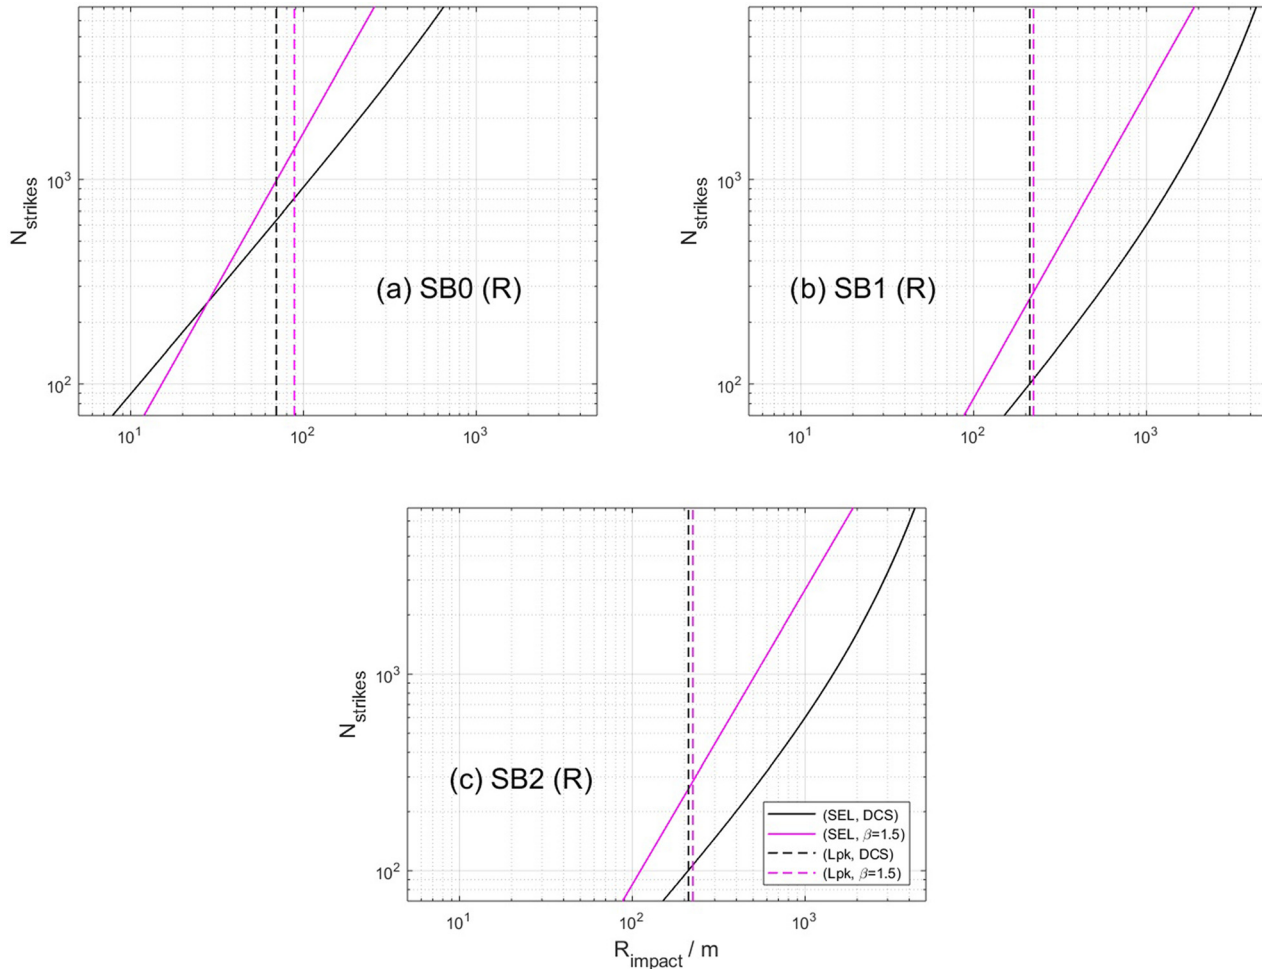 N_strikes
10^3
10^2
10^1
10^2
10^3
(a) SB0 (R)
N_strikes
10^3
10^2
10^1
10^2
10^3
(b) SB1 (R)
N_strikes
10^3
10^2
10^1
10^2
10^3
(c) SB2 (R)
(SEL, DCS)
(SEL, β=1.5)
(Lpk, DCS)
(Lpk, β=1.5)
R_impact / m